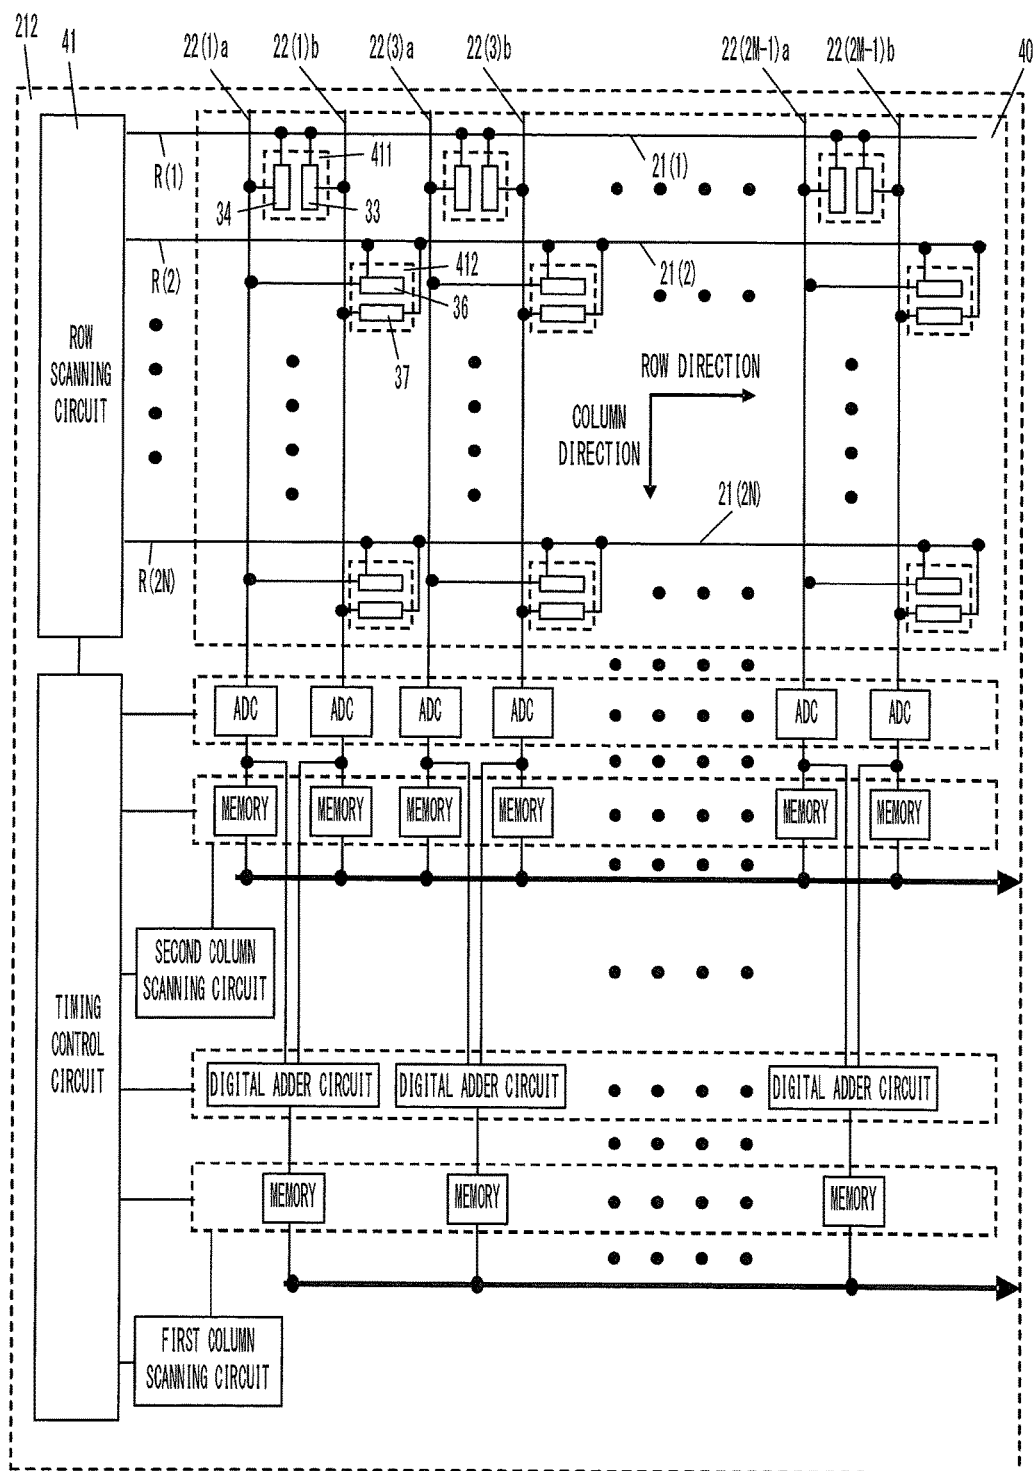 212
41
22(1)a
22(1)b
22(3)a
22(3)b
22(2M-1)a
22(2M-1)b
40
R(1)
411
21(1)
34
33
R(2)
412
21(2)
36
37
ROW
SCANNING
CIRCUIT
ROW DIRECTION
COLUMN
DIRECTION
21(2N)
R(2N)
ADC
ADC
ADC
ADC
ADC
ADC
MEMORY
MEMORY
MEMORY
MEMORY
MEMORY
MEMORY
SECOND COLUMN
SCANNING CIRCUIT
TIMING
CONTROL
CIRCUIT
DIGITAL ADDER CIRCUIT
DIGITAL ADDER CIRCUIT
DIGITAL ADDER CIRCUIT
MEMORY
MEMORY
MEMORY
FIRST COLUMN
SCANNING CIRCUIT